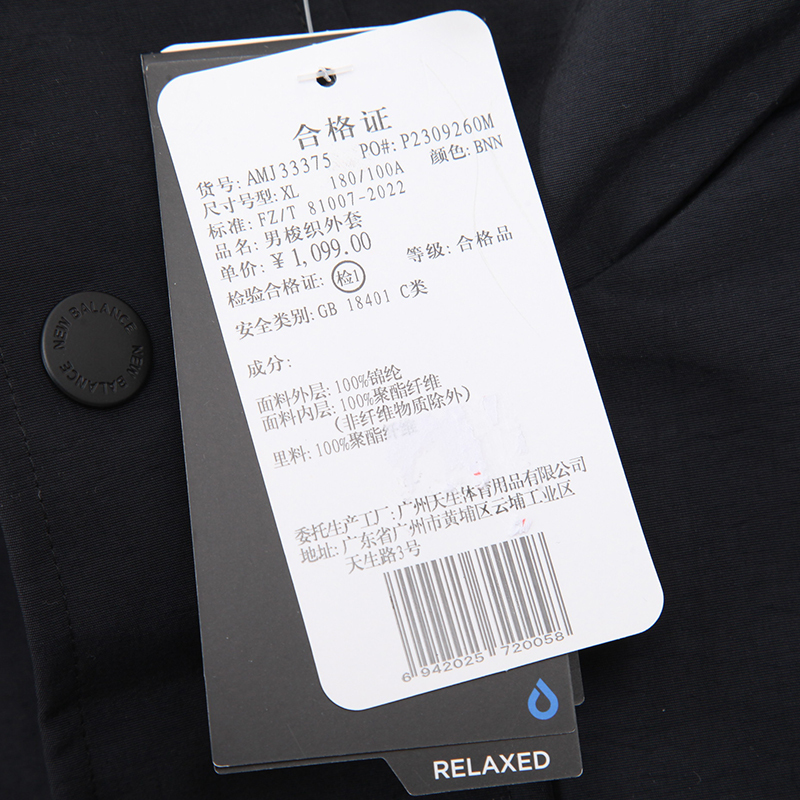 合格证
货号: AMJ33375 PO#: P2309260M
尺寸号型: XL 180/100A 颜色: BNN
标准: FZ/T 81007-2022
品名: 男梭织外套
单价: ¥1,099.00 等级: 合格品
检验合格证: 检1
安全类别: GB 18401 C类
成分:
面料外层: 100%锦纶
面料内层: 100%聚酯纤维
(非纤维物质除外)
里料: 100%聚酯纤维
委托生产工厂: 广州天生体育用品有限公司
地址: 广东省广州市黄埔区云埔工业区
天生路3号
6 942025 720058
RELAXED
NEW BALANCE NEW BALANCE